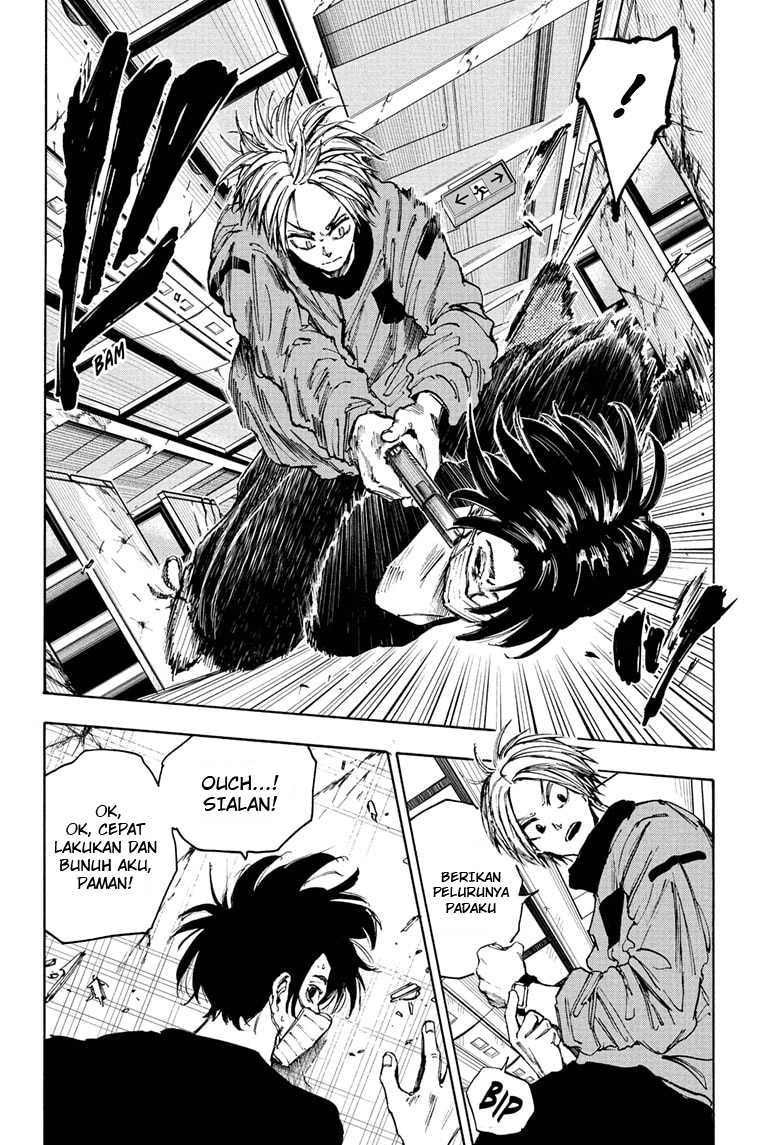 !
BAM
OUCH...!
SIALAN!
OK,
OK, CEPAT
LAKUKAN DAN
BUNUH AKU,
PAMAN!
BERIKAN
PELURUNYA
PADAKU
BIP